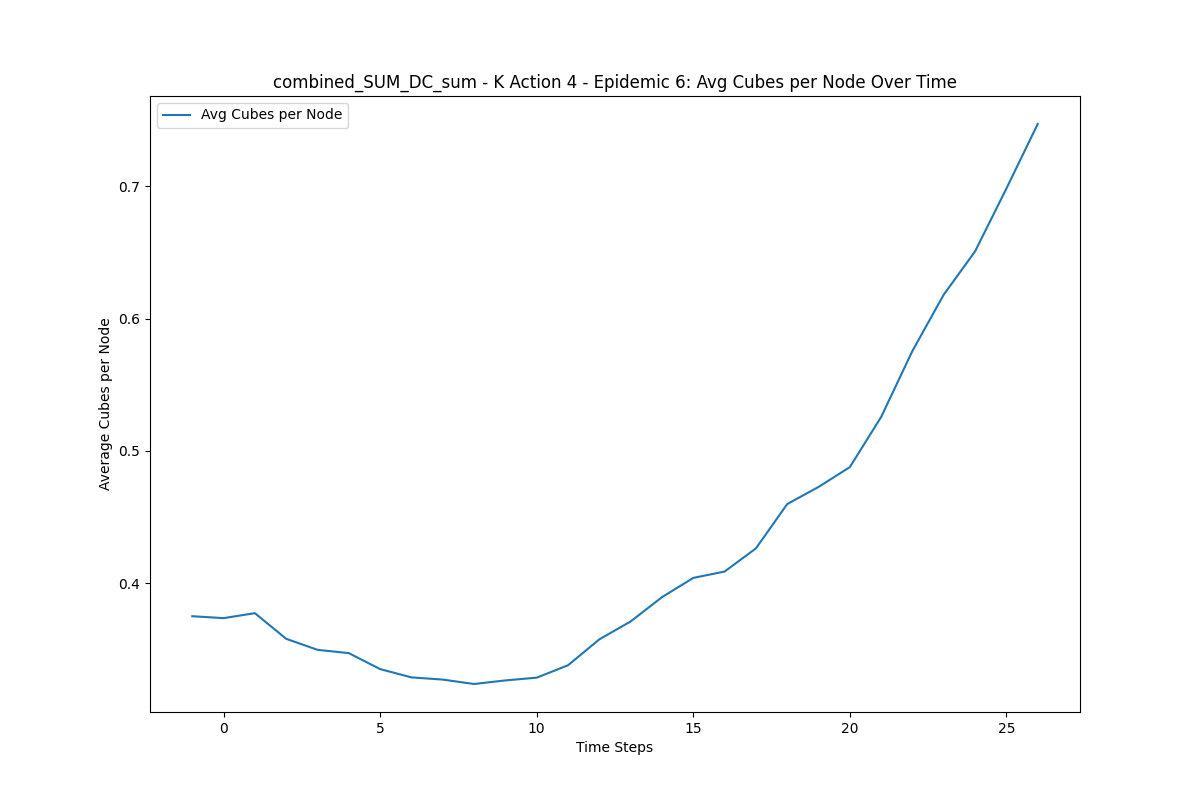 combined_SUM_DC_sum - K Action 4 - Epidemic 6: Avg Cubes per Node Over Time
Avg Cubes per Node
Average Cubes per Node
0.7
0.6
0.5
0.4
0 5 10 15 20 25
Time Steps